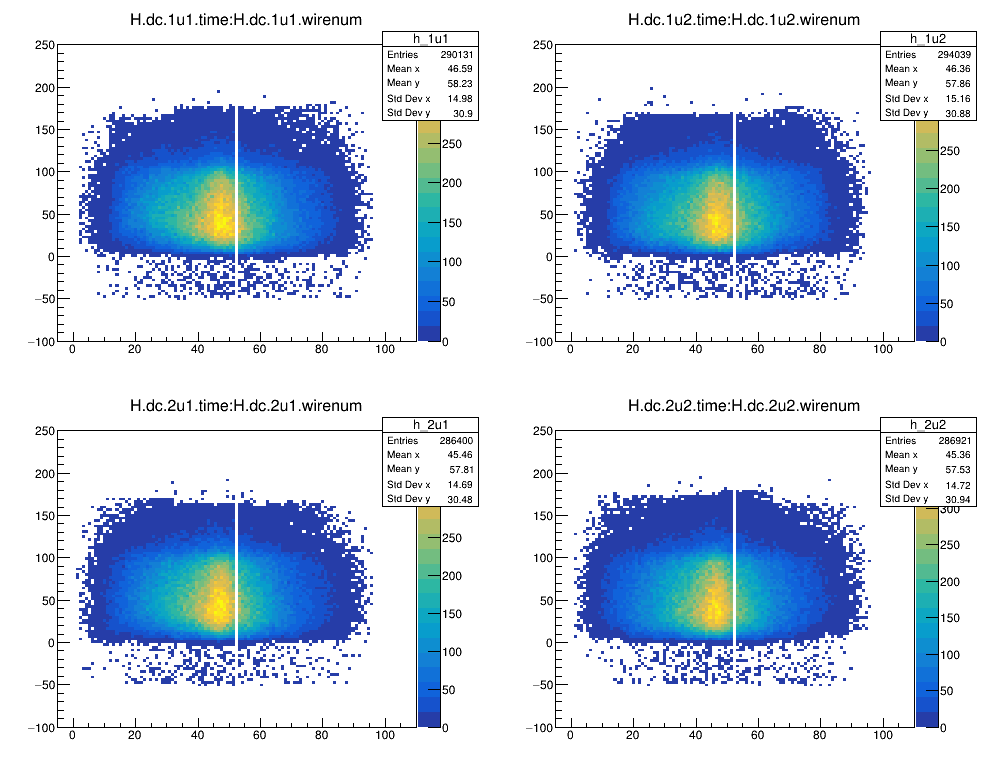 H.dc.1u1.time:H.dc.1u1.wirenum
h_1u1
Entries 290131
Mean x 46.59
Mean y 58.23
Std Dev x 14.98
Std Dev y 30.9
250
200
150
100
50
0
−50
−100
0 20 40 60 80 100
250
200
150
100
50
0
H.dc.1u2.time:H.dc.1u2.wirenum
h_1u2
Entries 294039
Mean x 46.36
Mean y 57.86
Std Dev x 15.16
Std Dev y 30.88
250
200
150
100
50
0
−50
−100
0 20 40 60 80 100
250
200
150
100
50
0
H.dc.2u1.time:H.dc.2u1.wirenum
h_2u1
Entries 286400
Mean x 45.46
Mean y 57.81
Std Dev x 14.69
Std Dev y 30.48
250
200
150
100
50
0
−50
−100
0 20 40 60 80 100
250
200
150
100
50
0
H.dc.2u2.time:H.dc.2u2.wirenum
h_2u2
Entries 286921
Mean x 45.36
Mean y 57.53
Std Dev x 14.72
Std Dev y 30.94
250
200
150
100
50
0
−50
−100
0 20 40 60 80 100
300
250
200
150
100
50
0